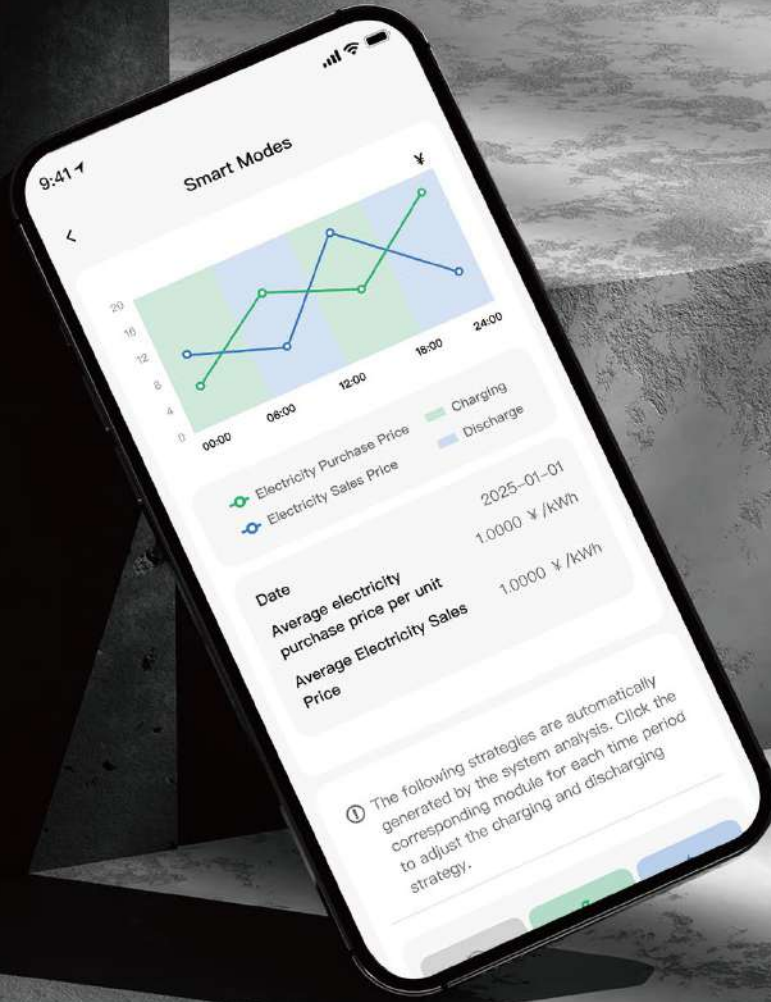 9:41
Smart Modes
¥
20
16
12
8
4
0
00:00
06:00
12:00
18:00
24:00
Electricity Purchase Price
Charging
Electricity Sales Price
Discharge
Date
2025-01-01
Average electricity
purchase price per unit
1.0000 ¥ /kWh
Average Electricity Sales
Price
1.0000 ¥ /kWh
The following strategies are automatically
generated by the system analysis. Click the
corresponding module for each time period
to adjust the charging and discharging
strategy.